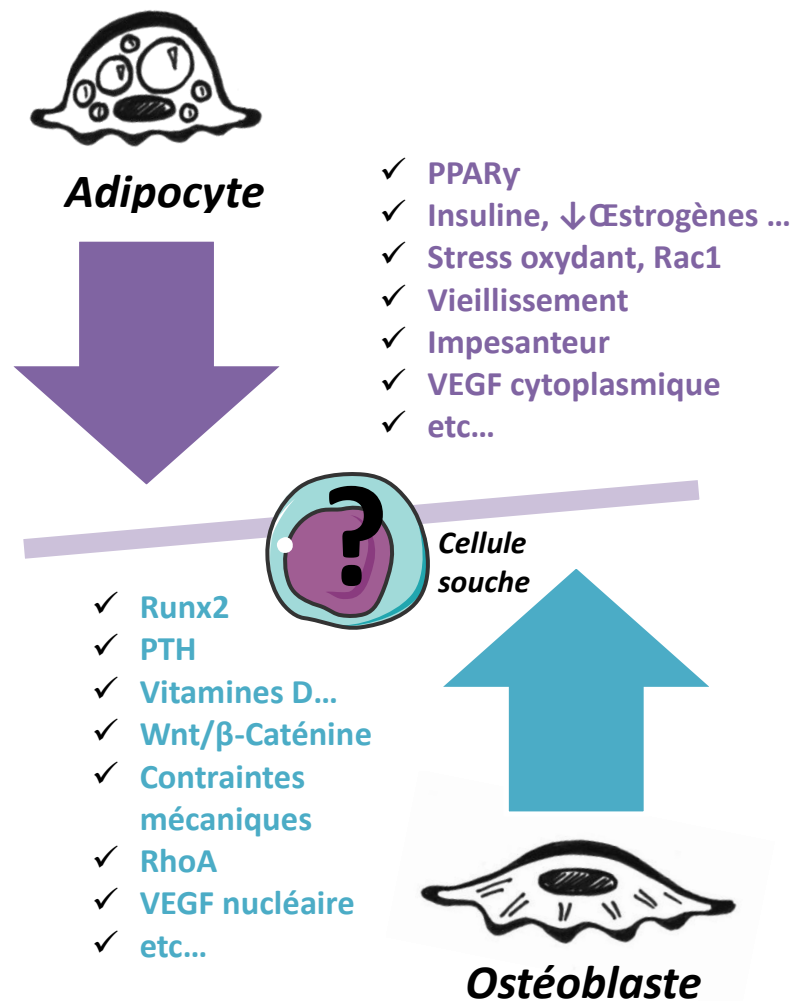 Adipocyte
✓ PPARγ
✓ Insuline, ↓Œstrogènes ...
✓ Stress oxydant, Rac1
✓ Vieillissement
✓ Impesanteur
✓ VEGF cytoplasmique
✓ etc...
?
Cellule
souche
✓ Runx2
✓ PTH
✓ Vitamines D...
✓ Wnt/β-Caténine
✓ Contraintes
mécaniques
✓ RhoA
✓ VEGF nucléaire
✓ etc...
Ostéoblaste